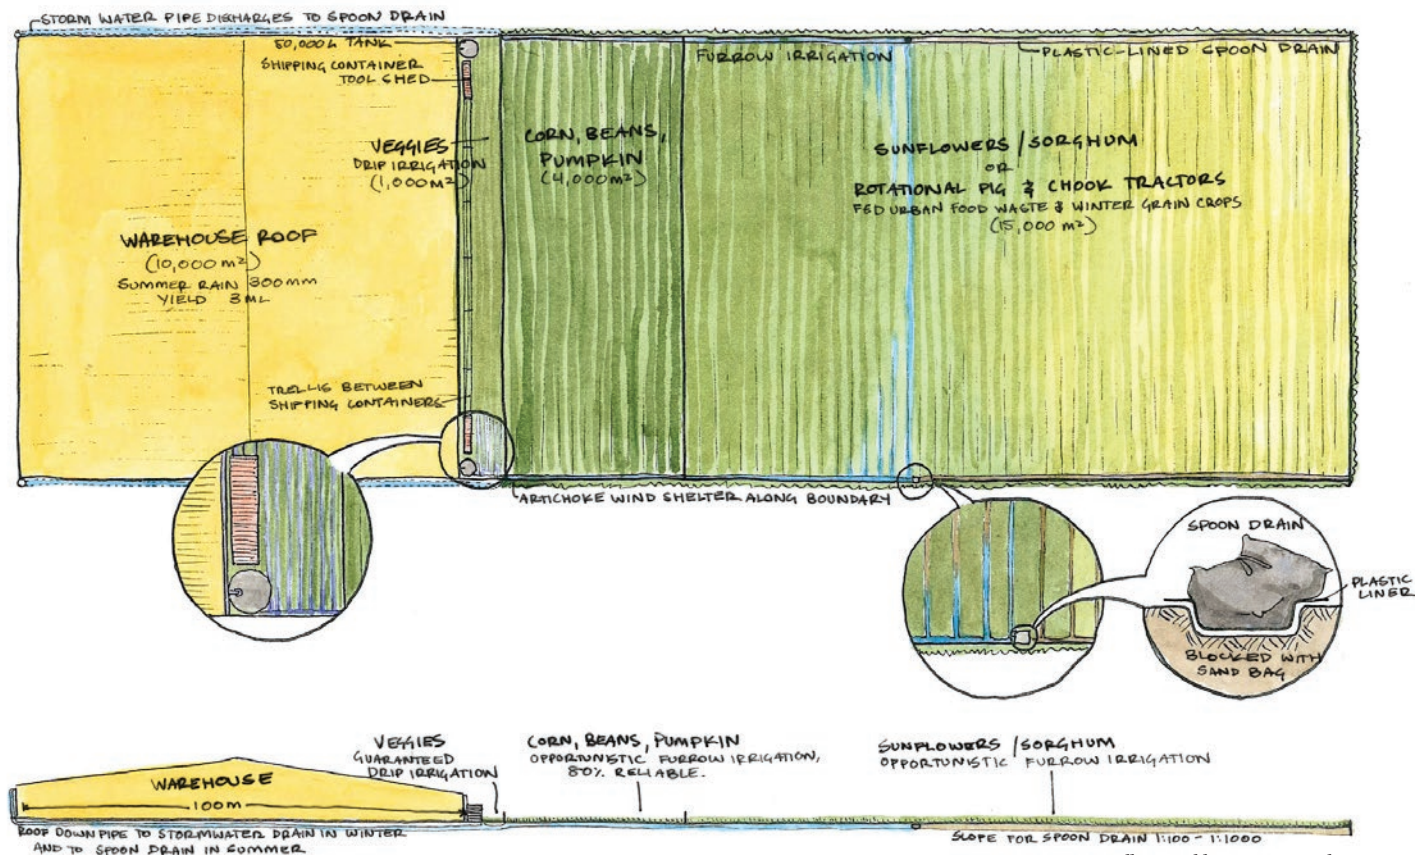 STORM WATER PIPE DISCHARGES TO SPOON DRAIN
50,000L TANK
SHIPPING CONTAINER
TOOL SHED
FURROW IRRIGATION
PLASTIC-LINED SPOON DRAIN
VEGGIES
DRIP IRRIGATION
(1,000m²)
CORN, BEANS,
PUMPKIN
(4,000m²)
SUNFLOWERS / SORGHUM
OR
ROTATIONAL PIG & CHOOK TRACTORS
FED URBAN FOOD WASTE & WINTER GRAIN CROPS
(15,000 m²)
WAREHOUSE ROOF
(10,000 m²)
SUMMER RAIN 300mm
YIELD 3ML
TRELLIS BETWEEN
SHIPPING CONTAINERS
ARTICHOKE WIND SHELTER ALONG BOUNDARY
SPOON DRAIN
PLASTIC
LINER
BLOCKED WITH
SAND BAG
VEGGIES
GUARANTEED
DRIP IRRIGATION
CORN, BEANS, PUMPKIN
OPPORTUNISTIC FURROW IRRIGATION,
80% RELIABLE.
SUNFLOWERS / SORGHUM
OPPORTUNISTIC FURROW IRRIGATION
WAREHOUSE
100m
ROOF DOWN PIPE TO STORMWATER DRAIN IN WINTER
AND TO SPOON DRAIN IN SUMMER
SLOPE FOR SPOON DRAIN 1:100 - 1:1000